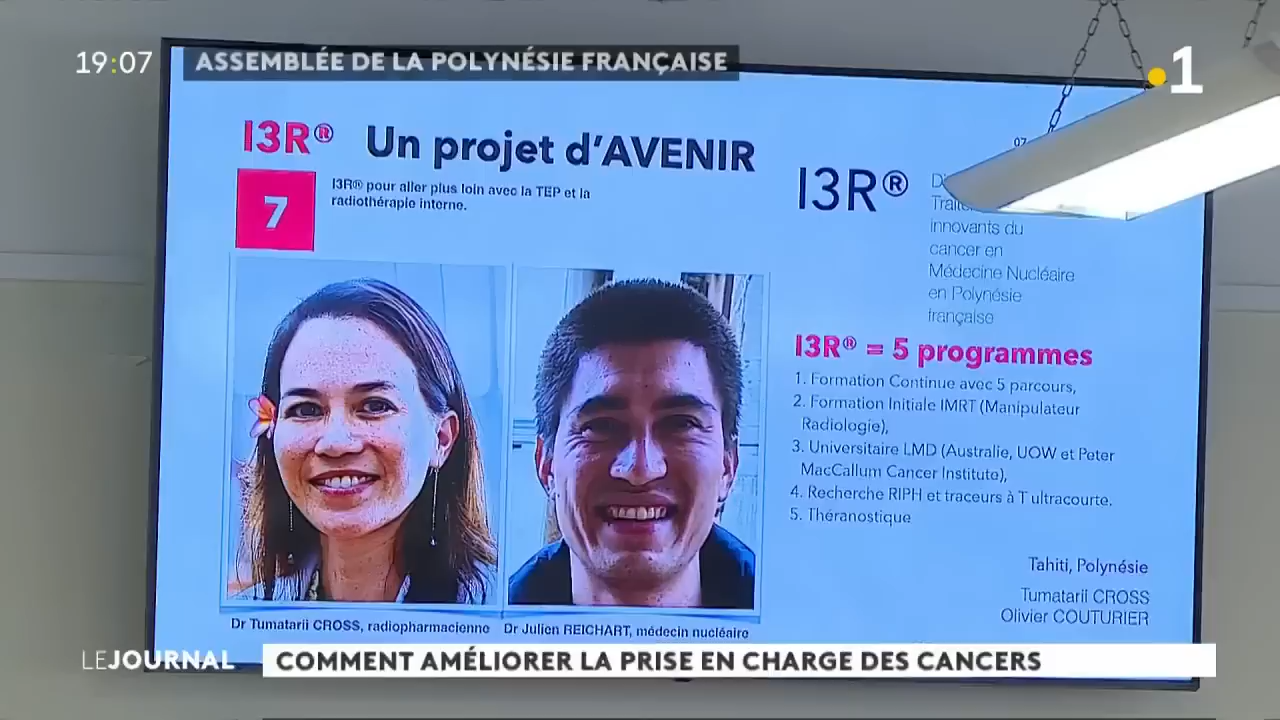 19:07
ASSEMBLÉE DE LA POLYNÉSIE FRANÇAISE
1
I3R® Un projet d'AVENIR
7
I3R® pour aller plus loin avec la TEP et la
radiothérapie interne.
07
I3R®
innovants du
cancer en
Médecine Nucléaire
en Polynésie
française
I3R® = 5 programmes
1. Formation Continue avec 5 parcours,
2. Formation Initiale IMRT (Manipulateur
Radiologie),
3. Universitaire LMD (Australie, UOW et Peter
MacCallum Cancer Institute),
4. Recherche RIPH et traceurs à T ultracourte.
5. Théranostique
Tahiti, Polynésie
Tumatarii CROSS
Olivier COUTURIER
Dr Tumatarii CROSS, radiopharmacienne
Dr Julien REICHART, médecin nucléaire
LEJOURNAL
COMMENT AMÉLIORER LA PRISE EN CHARGE DES CANCERS